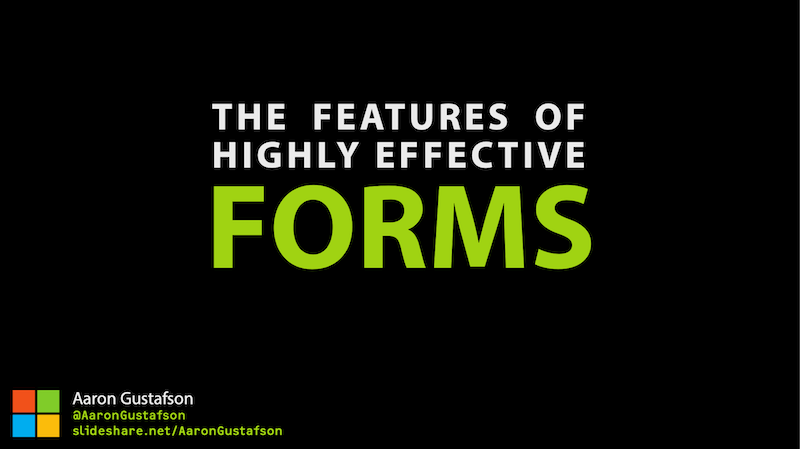 THE FEATURES OF
HIGHLY EFFECTIVE
FORMS
Aaron Gustafson
@AaronGustafson
slideshare.net/AaronGustafson